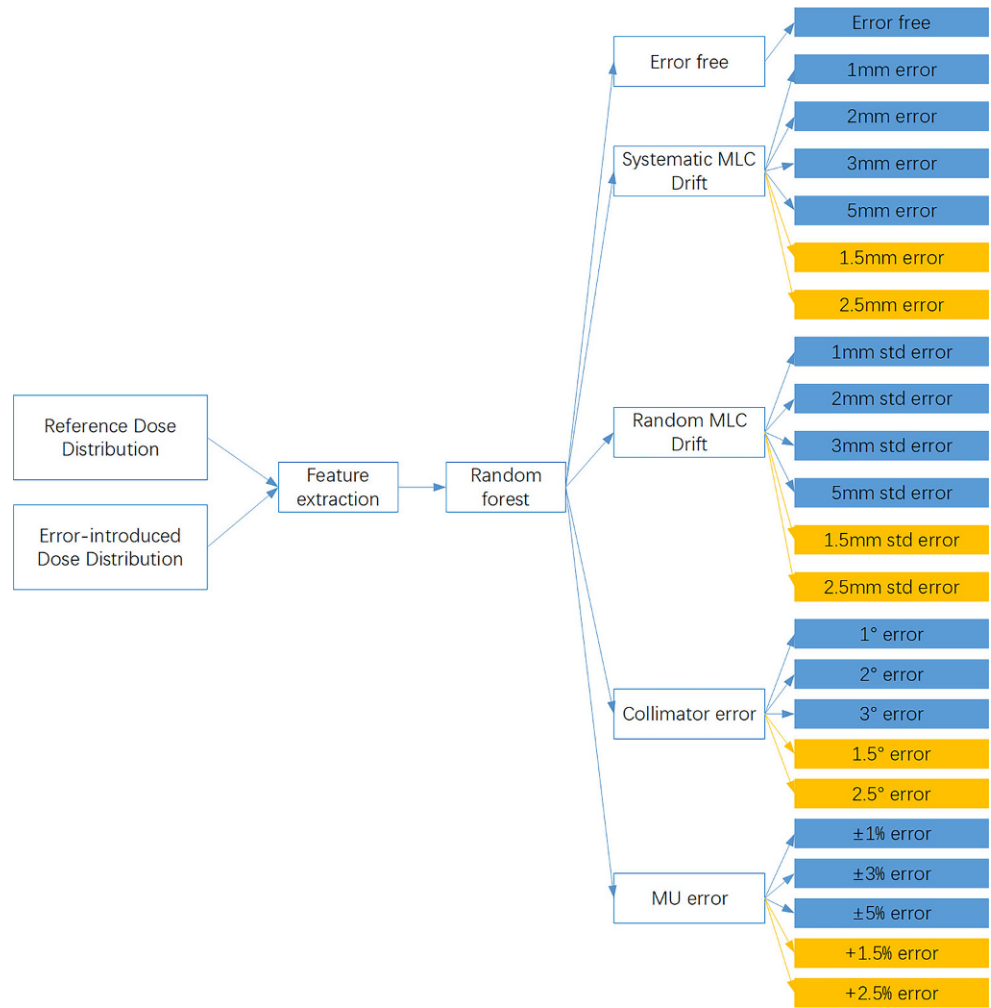 Reference Dose
Distribution
Error-introduced
Dose Distribution
Feature
extraction
Random
forest
Error free
Systematic MLC
Drift
Random MLC
Drift
Collimator error
MU error
Error free
1mm error
2mm error
3mm error
5mm error
1.5mm error
2.5mm error
1mm std error
2mm std error
3mm std error
5mm std error
1.5mm std error
2.5mm std error
1° error
2° error
3° error
1.5° error
2.5° error
±1% error
±3% error
±5% error
+1.5% error
+2.5% error